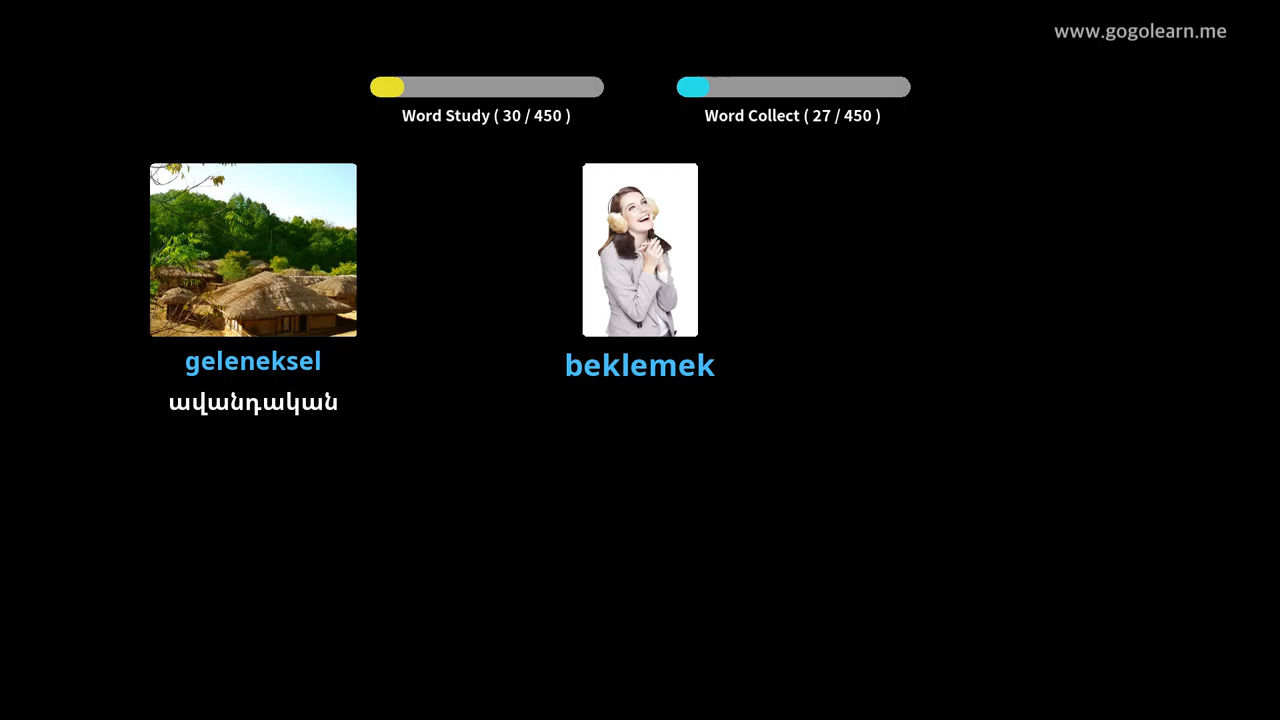 www.gogolearn.me
Word Study ( 30 / 450 )
Word Collect ( 27 / 450 )
geleneksel
ավանդական
beklemek